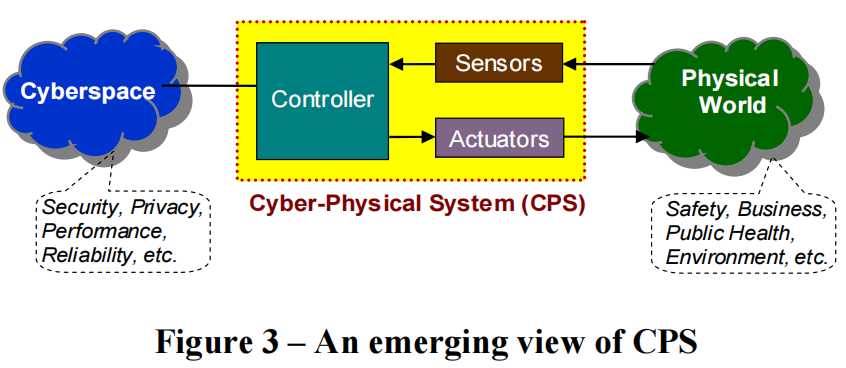 Cyberspace
Controller
Sensors
Actuators
Physical
World
Cyber-Physical System (CPS)
Security, Privacy,
Performance,
Reliability, etc.
Safety, Business,
Public Health,
Environment, etc.
Figure 3 – An emerging view of CPS